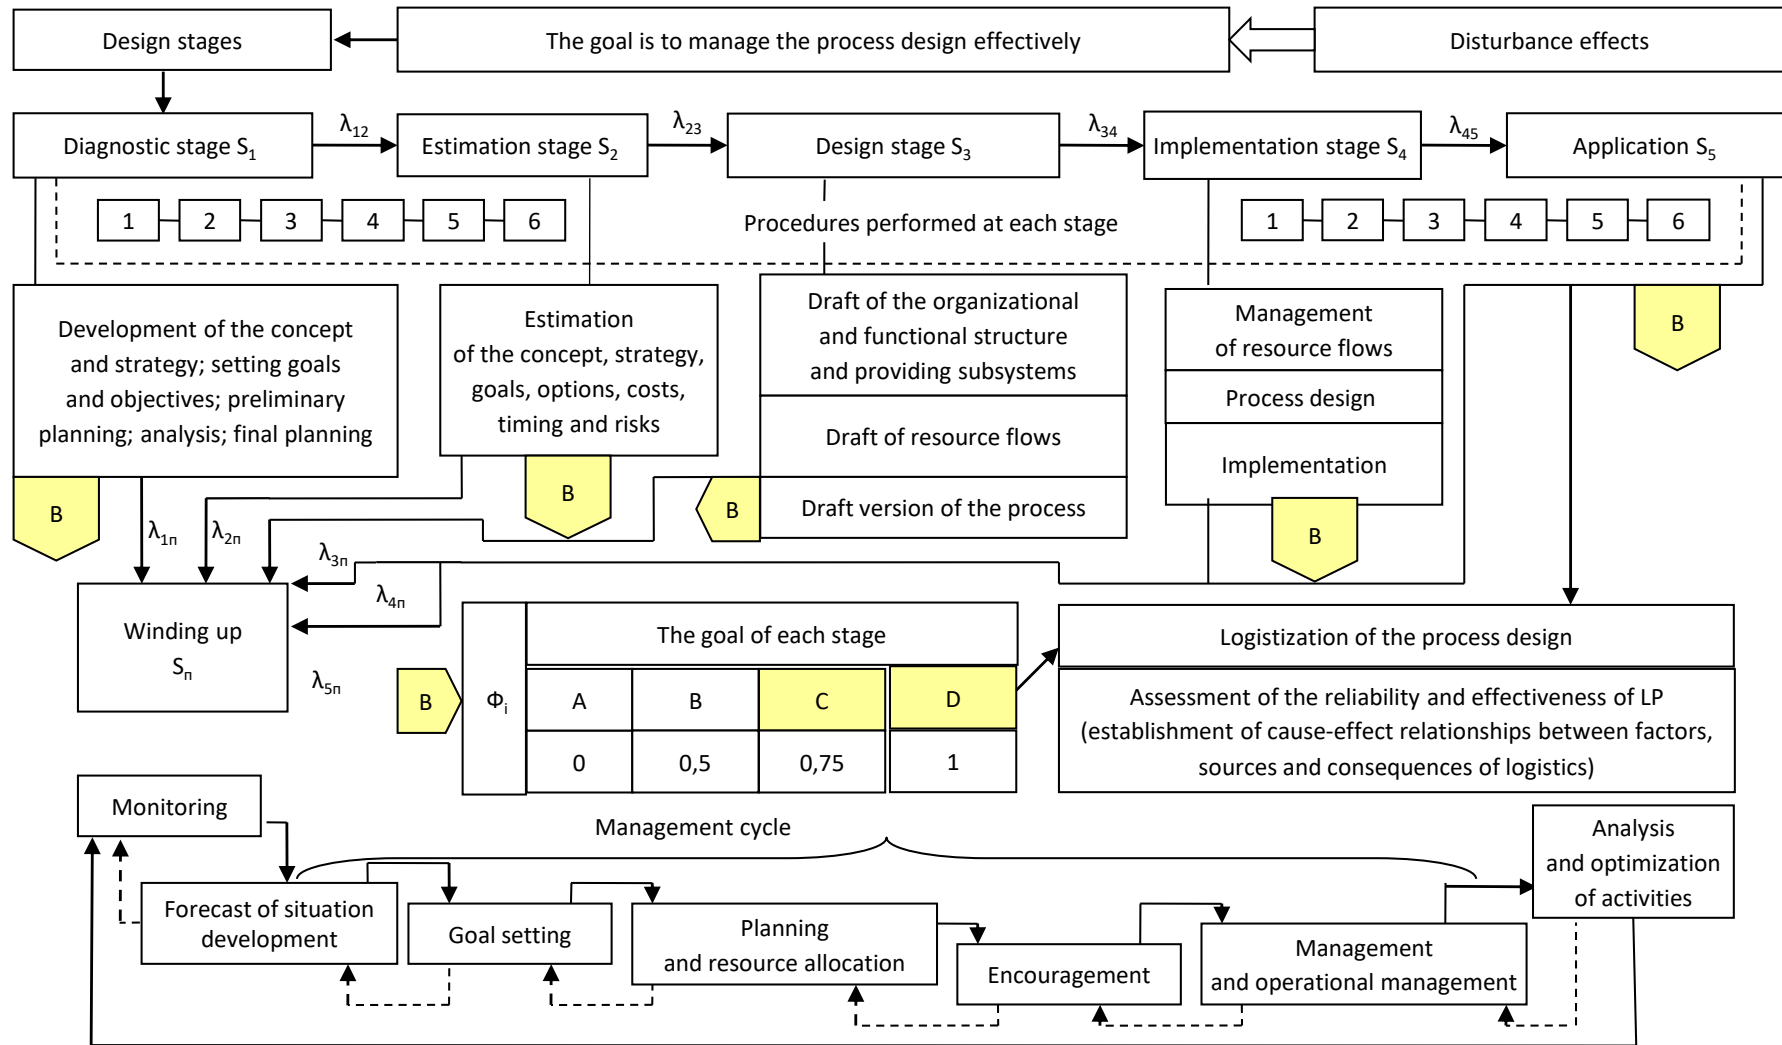 Design stages
The goal is to manage the process design effectively
Disturbance effects
Diagnostic stage S₁
λ₁₂
Estimation stage S₂
λ₂₃
Design stage S₃
λ₃₄
Implementation stage S₄
λ₄₅
Application S₅
1 2 3 4 5 6
Procedures performed at each stage
1 2 3 4 5 6
Development of the concept
and strategy; setting goals
and objectives; preliminary
planning; analysis; final planning
B
Estimation
of the concept, strategy,
goals, options, costs,
timing and risks
B
Draft of the organizational
and functional structure
and providing subsystems
Draft of resource flows
B
Draft version of the process
Management
of resource flows
Process design
Implementation
B
B
λ₁п
λ₂п
λ₃п
λ₄п
λ₅п
Winding up
Sп
B
Φᵢ
The goal of each stage
A B C D
0 0,5 0,75 1
Logistization of the process design
Assessment of the reliability and effectiveness of LP
(establishment of cause-effect relationships between factors,
sources and consequences of logistics)
Monitoring
Management cycle
Analysis
and optimization
of activities
Forecast of situation
development
Goal setting
Planning
and resource allocation
Encouragement
Management
and operational management